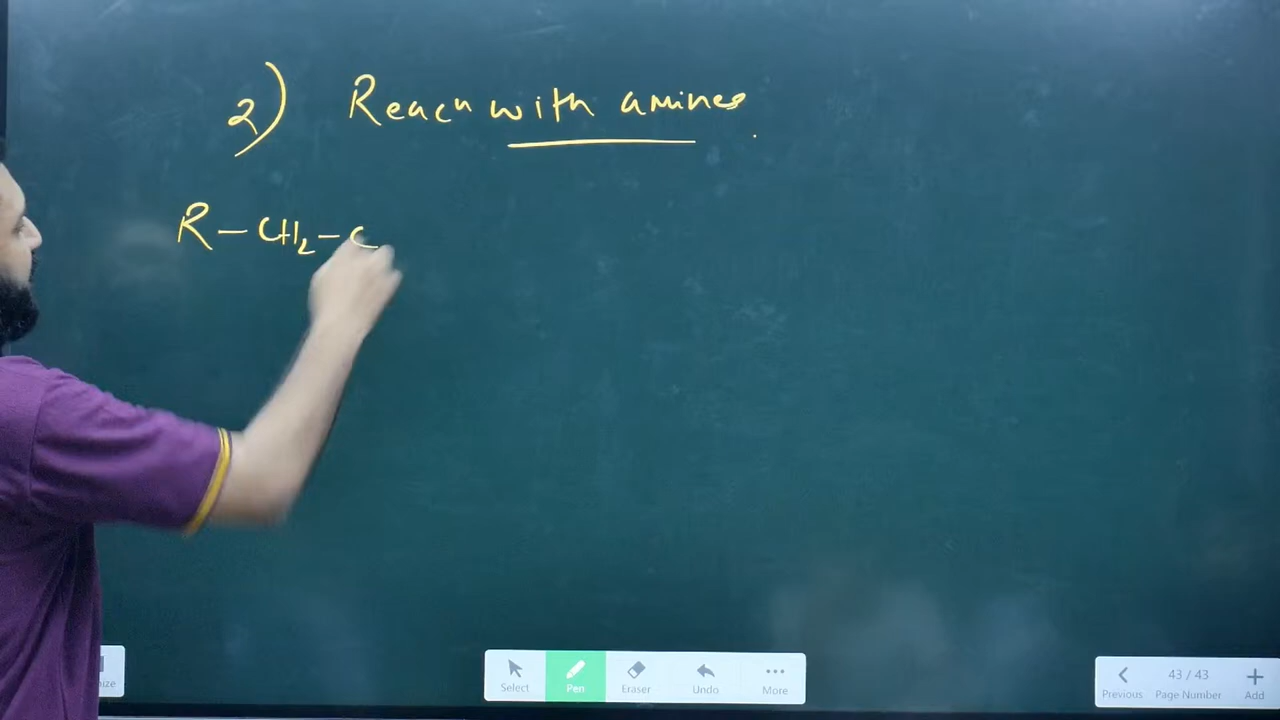 2) Reacn with amines.
R-CH2-C
Select Pen Eraser Undo More
Previous 43 / 43 Page Number Add